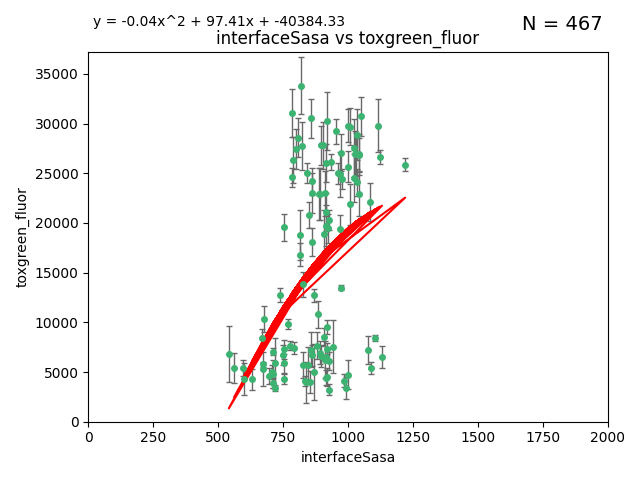 y = -0.04x^2 + 97.41x + -40384.33
N = 467
interfaceSasa vs toxgreen_fluor
35000
30000
25000
20000
15000
10000
5000
0
toxgreen_fluor
0 250 500 750 1000 1250 1500 1750 2000
interfaceSasa